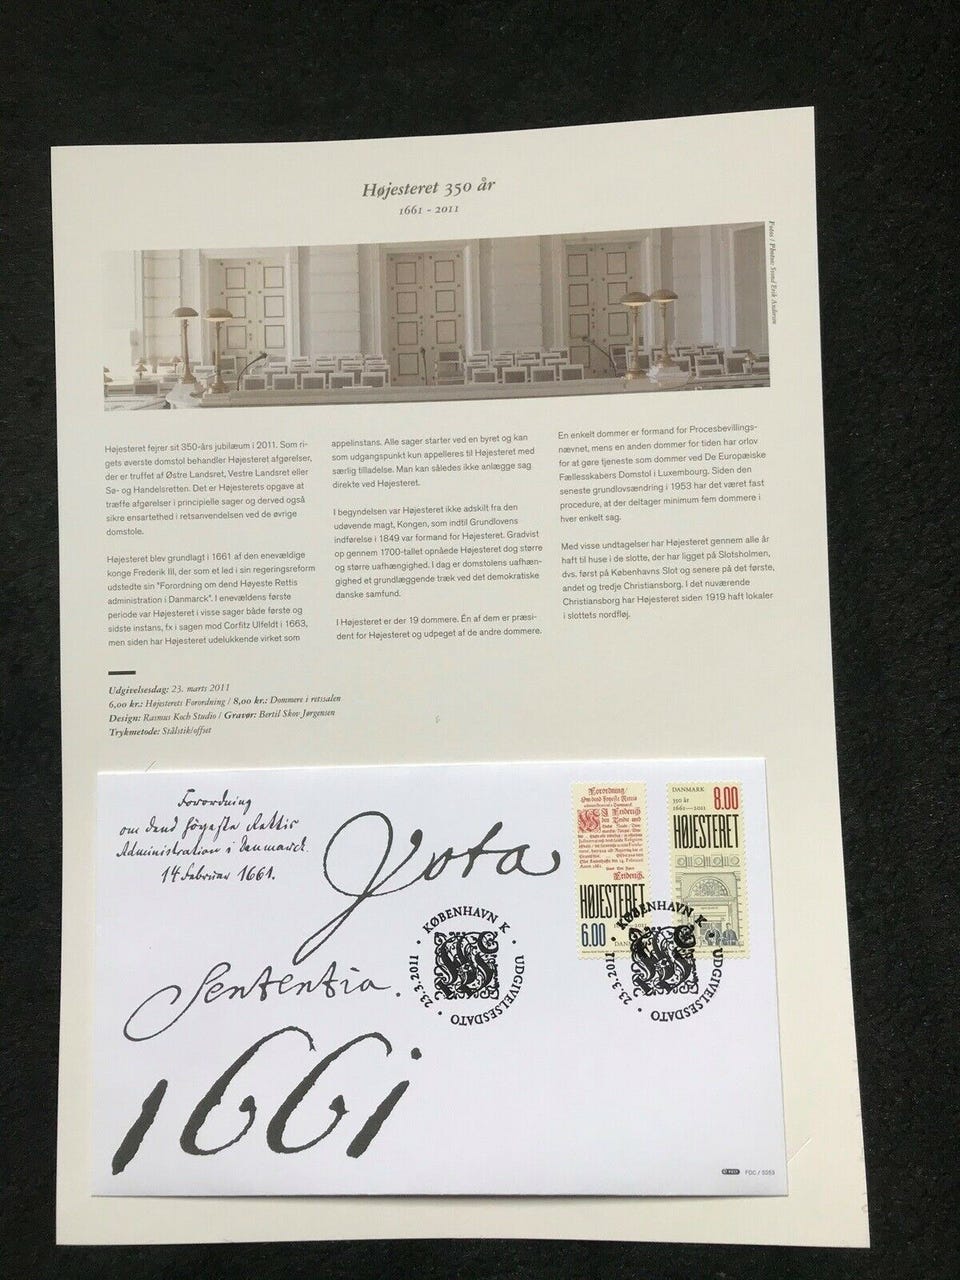 Højesteret 350 år
1661 - 2011
Fotos / Photos: Svend Erik Andersen
Højesteret fejrer sit 350-års jubilæum i 2011. Som ri-
gets øverste domstol behandler Højesteret afgørelser,
der er truffet af Østre Landsret, Vestre Landsret eller
Sø- og Handelsretten. Det er Højesterets opgave at
træffe afgørelser i principielle sager og derved også
sikre ensartethed i retsanvendelsen ved de øvrige
domstole.
Højesteret blev grundlagt i 1661 af den enevældige
konge Frederik III, der som et led i sin regeringsreform
udstedte sin "Forordning om dend Høyeste Rettis
administration i Danmarck". I enevældens første
periode var Højesteret i visse sager både første og
sidste instans, fx i sagen mod Corfitz Ulfeldt i 1663,
men siden har Højesteret udelukkende virket som
appelinstans. Alle sager starter ved en byret og kan
som udgangspunkt kun appelleres til Højesteret med
særlig tilladelse. Man kan således ikke anlægge sag
direkte ved Højesteret.
I begyndelsen var Højesteret ikke adskilt fra den
udøvende magt, Kongen, som indtil Grundlovens
indførelse i 1849 var formand for Højesteret. Gradvist
op gennem 1700-tallet opnåede Højesteret dog større
og større uafhængighed. I dag er domstolens uafhæn-
gighed et grundlæggende træk ved det demokratiske
danske samfund.
I Højesteret er der 19 dommere. Én af dem er præsi-
dent for Højesteret og udpeget af de andre dommere.
En enkelt dommer er formand for Procesbevillings-
nævnet, mens en anden dommer for tiden har orlov
for at gøre tjeneste som dommer ved De Europæiske
Fællesskabers Domstol i Luxembourg. Siden den
seneste grundlovsændring i 1953 har det været fast
procedure, at der deltager minimum fem dommere i
hver enkelt sag.
Med visse undtagelser har Højesteret gennem alle år
haft til huse i de slotte, der har ligget på Slotsholmen,
dvs. først på Københavns Slot og senere på det første,
andet og tredje Christiansborg. I det nuværende
Christiansborg har Højesteret siden 1919 haft lokaler
i slottets nordfløj.
Udgivelsesdag: 23. marts 2011
6,00 kr.: Højesterets Forordning / 8,00 kr.: Dommere i retssalen
Design: Rasmus Koch Studio / Gravør: Bertil Skov Jørgensen
Trykmetode: Stålstik/offset
Forordning
om dend höyeste Rettis
Administration i Danmarck
14 Februar 1661.
Vota
Sententia.
1661
Forordning/
Om dend höyeste Rettis
HØJESTERET
6.00
DANMARK
350 år
1661-2011
8.00
HØJESTERET
KØBENHAVN K · UDGIVELSESDATO · 23.3.2011 ·
KØBENHAVN K · UDGIVELSESDATO · 23.3.2011 ·
POST
FDC /